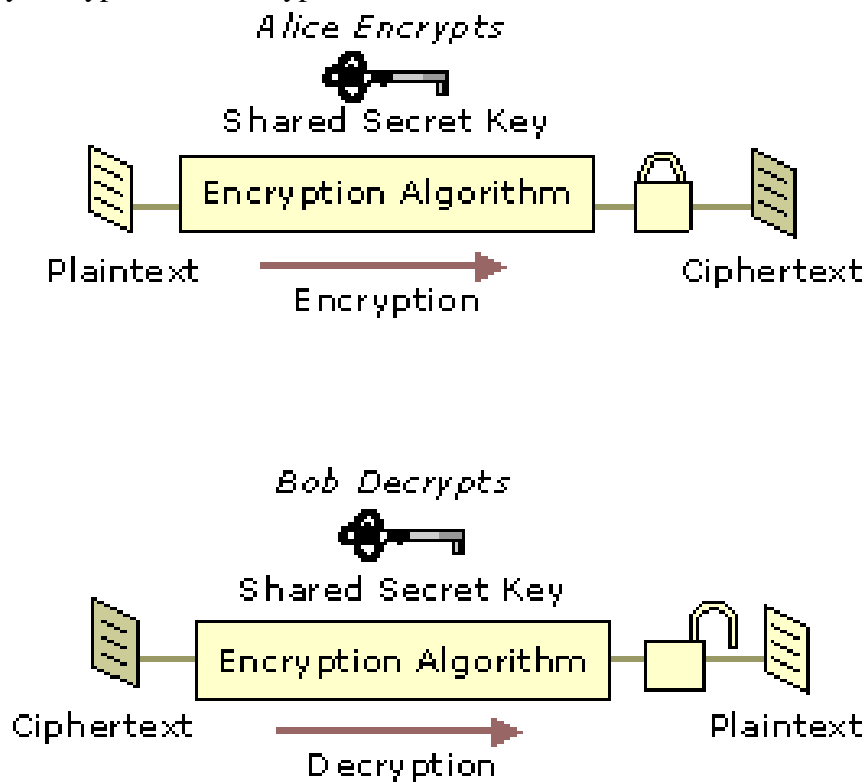 Alice Encrypts
Shared Secret Key
Encryption Algorithm
Plaintext
Ciphertext
Encryption
Bob Decrypts
Shared Secret Key
Encryption Algorithm
Ciphertext
Plaintext
Decryption